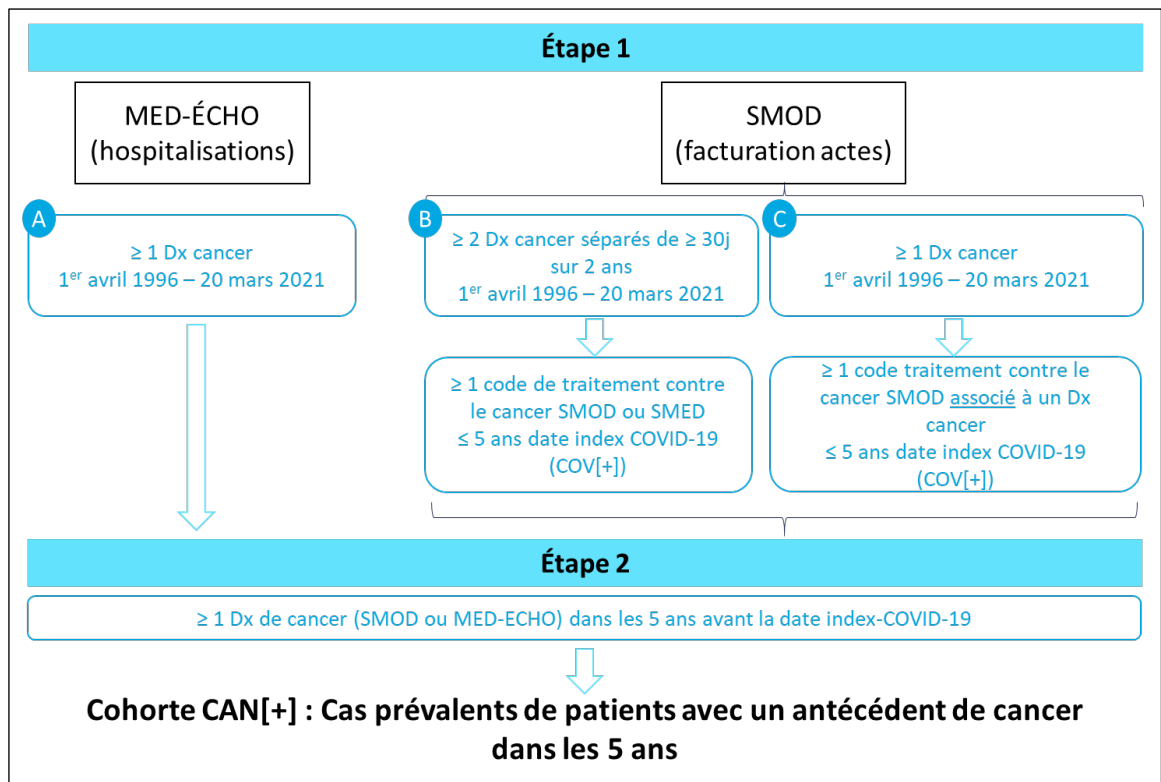 Étape 1
MED-ÉCHO
(hospitalisations)
SMOD
(facturation actes)
A
≥ 1 Dx cancer
1er avril 1996 – 20 mars 2021
B
≥ 2 Dx cancer séparés de ≥ 30j
sur 2 ans
1er avril 1996 – 20 mars 2021
C
≥ 1 Dx cancer
1er avril 1996 – 20 mars 2021
≥ 1 code de traitement contre
le cancer SMOD ou SMED
≤ 5 ans date index COVID-19
(COV[+])
≥ 1 code traitement contre le
cancer SMOD associé à un Dx
cancer
≤ 5 ans date index COVID-19
(COV[+])
Étape 2
≥ 1 Dx de cancer (SMOD ou MED-ECHO) dans les 5 ans avant la date index-COVID-19
Cohorte CAN[+] : Cas prévalents de patients avec un antécédent de cancer
dans les 5 ans